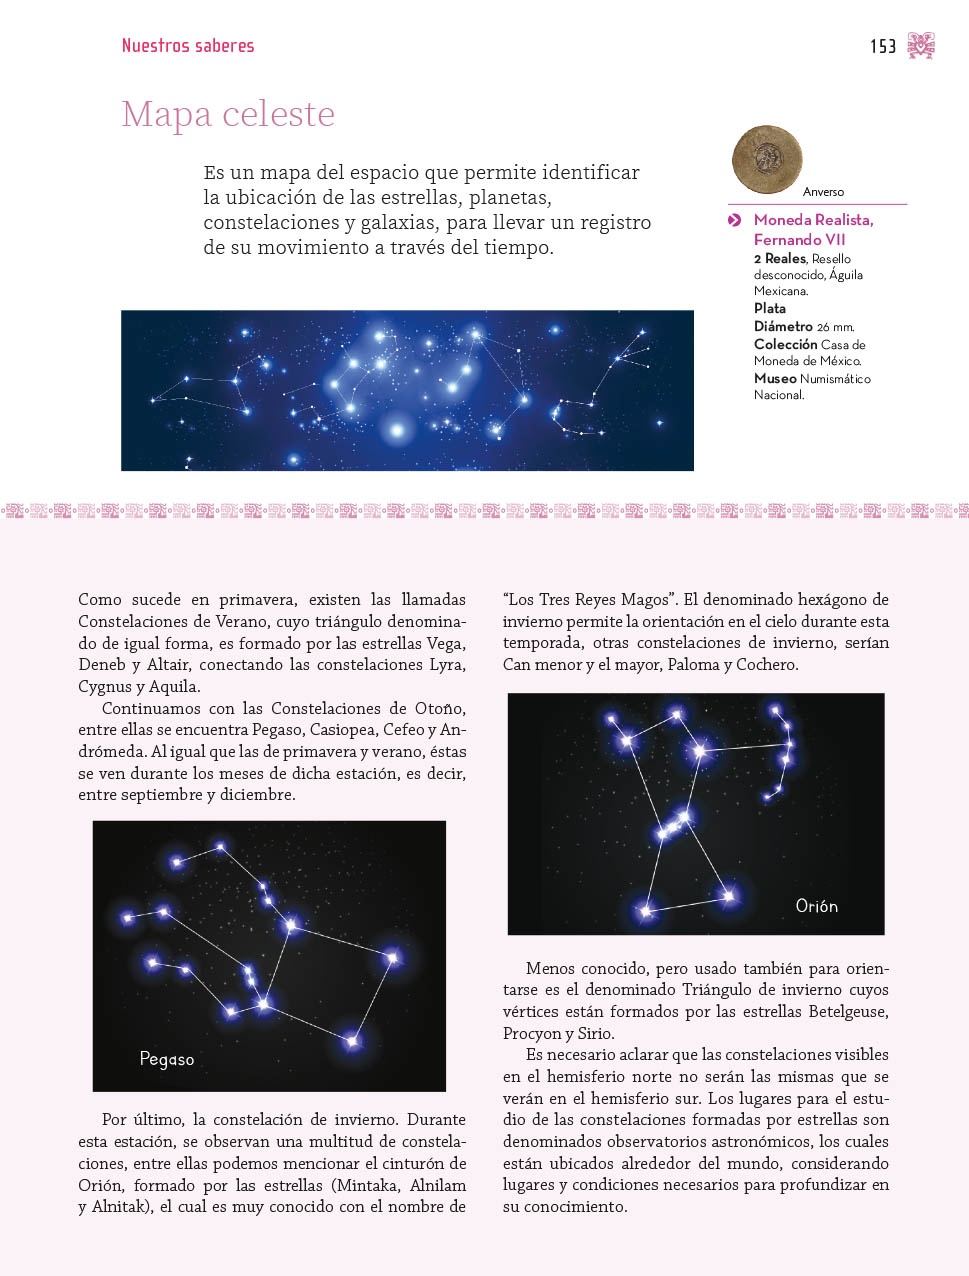 Nuestros saberes
153
Mapa celeste
Es un mapa del espacio que permite identificar
la ubicación de las estrellas, planetas,
constelaciones y galaxias, para llevar un registro
de su movimiento a través del tiempo.
Anverso
Moneda Realista,
Fernando VII
2 Reales, Resello
desconocido, Águila
Mexicana.
Plata
Diámetro 26 mm.
Colección Casa de
Moneda de México.
Museo Numismático
Nacional.
Como sucede en primavera, existen las llamadas
Constelaciones de Verano, cuyo triángulo denomina-
do de igual forma, es formado por las estrellas Vega,
Deneb y Altair, conectando las constelaciones Lyra,
Cygnus y Aquila.
Continuamos con las Constelaciones de Otoño,
entre ellas se encuentra Pegaso, Casiopea, Cefeo y An-
drómeda. Al igual que las de primavera y verano, éstas
se ven durante los meses de dicha estación, es decir,
entre septiembre y diciembre.
Pegaso
Por último, la constelación de invierno. Durante
esta estación, se observan una multitud de constela-
ciones, entre ellas podemos mencionar el cinturón de
Orión, formado por las estrellas (Mintaka, Alnilam
y Alnitak), el cual es muy conocido con el nombre de
“Los Tres Reyes Magos”. El denominado hexágono de
invierno permite la orientación en el cielo durante esta
temporada, otras constelaciones de invierno, serían
Can menor y el mayor, Paloma y Cochero.
Orión
Menos conocido, pero usado también para orien-
tarse es el denominado Triángulo de invierno cuyos
vértices están formados por las estrellas Betelgeuse,
Procyon y Sirio.
Es necesario aclarar que las constelaciones visibles
en el hemisferio norte no serán las mismas que se
verán en el hemisferio sur. Los lugares para el estu-
dio de las constelaciones formadas por estrellas son
denominados observatorios astronómicos, los cuales
están ubicados alrededor del mundo, considerando
lugares y condiciones necesarios para profundizar en
su conocimiento.